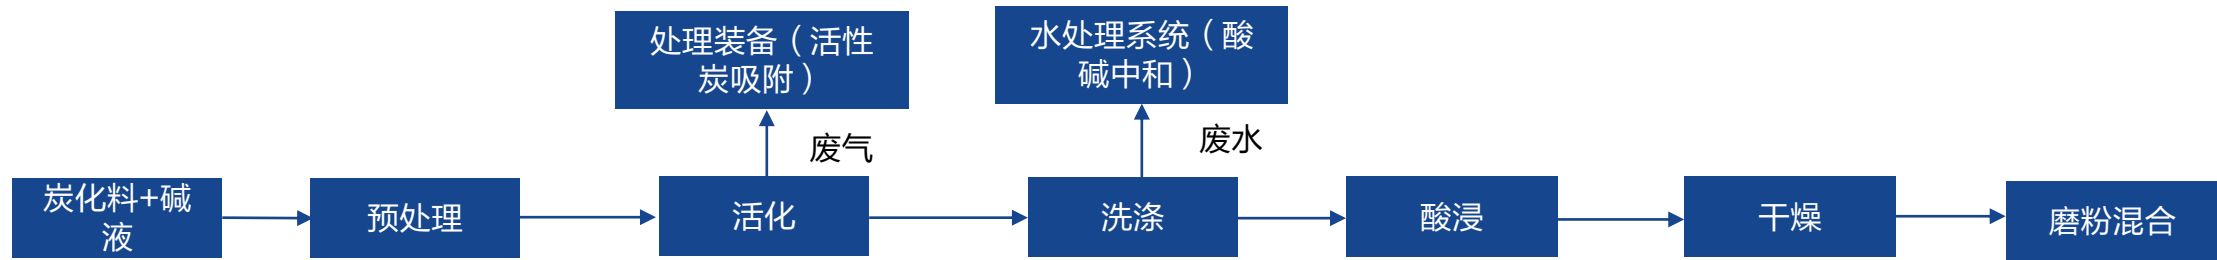 处理装备（活性
炭吸附）
水处理系统（酸
碱中和）
废气
废水
炭化料+碱
液
预处理
活化
洗涤
酸浸
干燥
磨粉混合